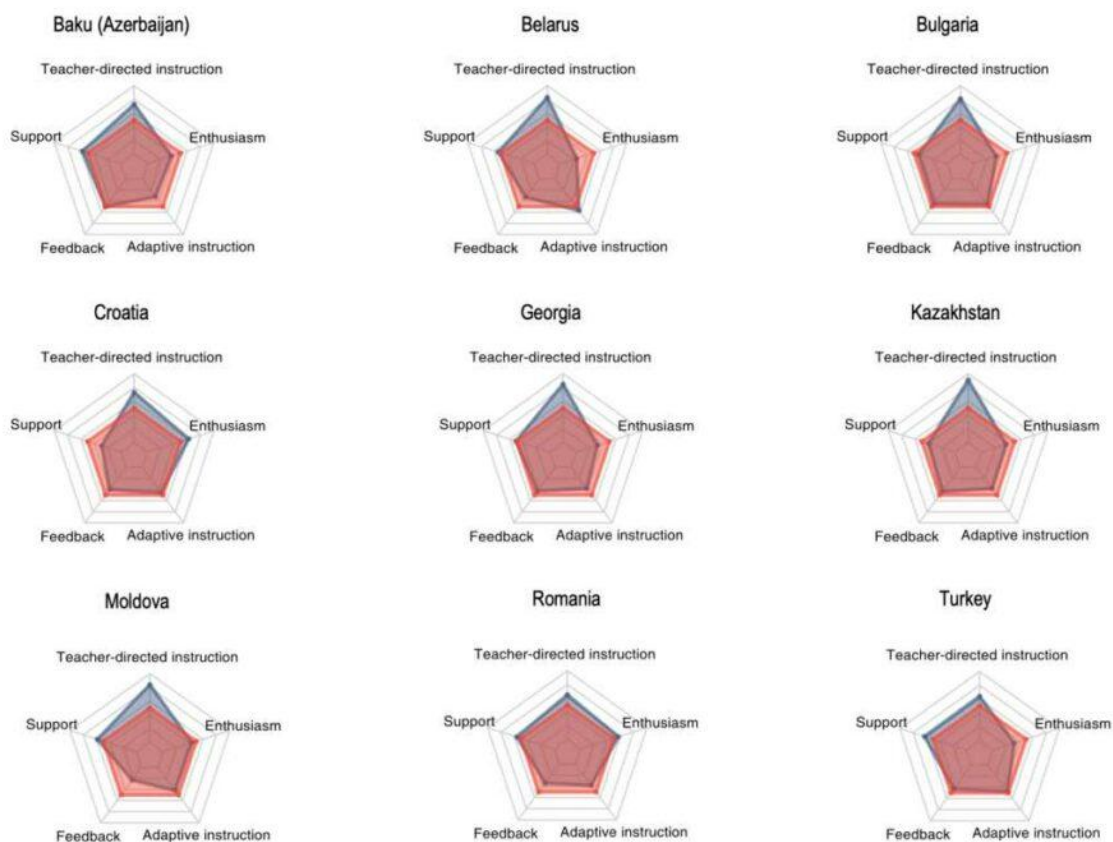 Baku (Azerbaijan)
Teacher-directed instruction
Support
Enthusiasm
Feedback
Adaptive instruction
Belarus
Teacher-directed instruction
Support
Enthusiasm
Feedback
Adaptive instruction
Bulgaria
Teacher-directed instruction
Support
Enthusiasm
Feedback
Adaptive instruction
Croatia
Teacher-directed instruction
Support
Enthusiasm
Feedback
Adaptive instruction
Georgia
Teacher-directed instruction
Support
Enthusiasm
Feedback
Adaptive instruction
Kazakhstan
Teacher-directed instruction
Support
Enthusiasm
Feedback
Adaptive instruction
Moldova
Teacher-directed instruction
Support
Enthusiasm
Feedback
Adaptive instruction
Romania
Teacher-directed instruction
Support
Enthusiasm
Feedback
Adaptive instruction
Turkey
Teacher-directed instruction
Support
Enthusiasm
Feedback
Adaptive instruction